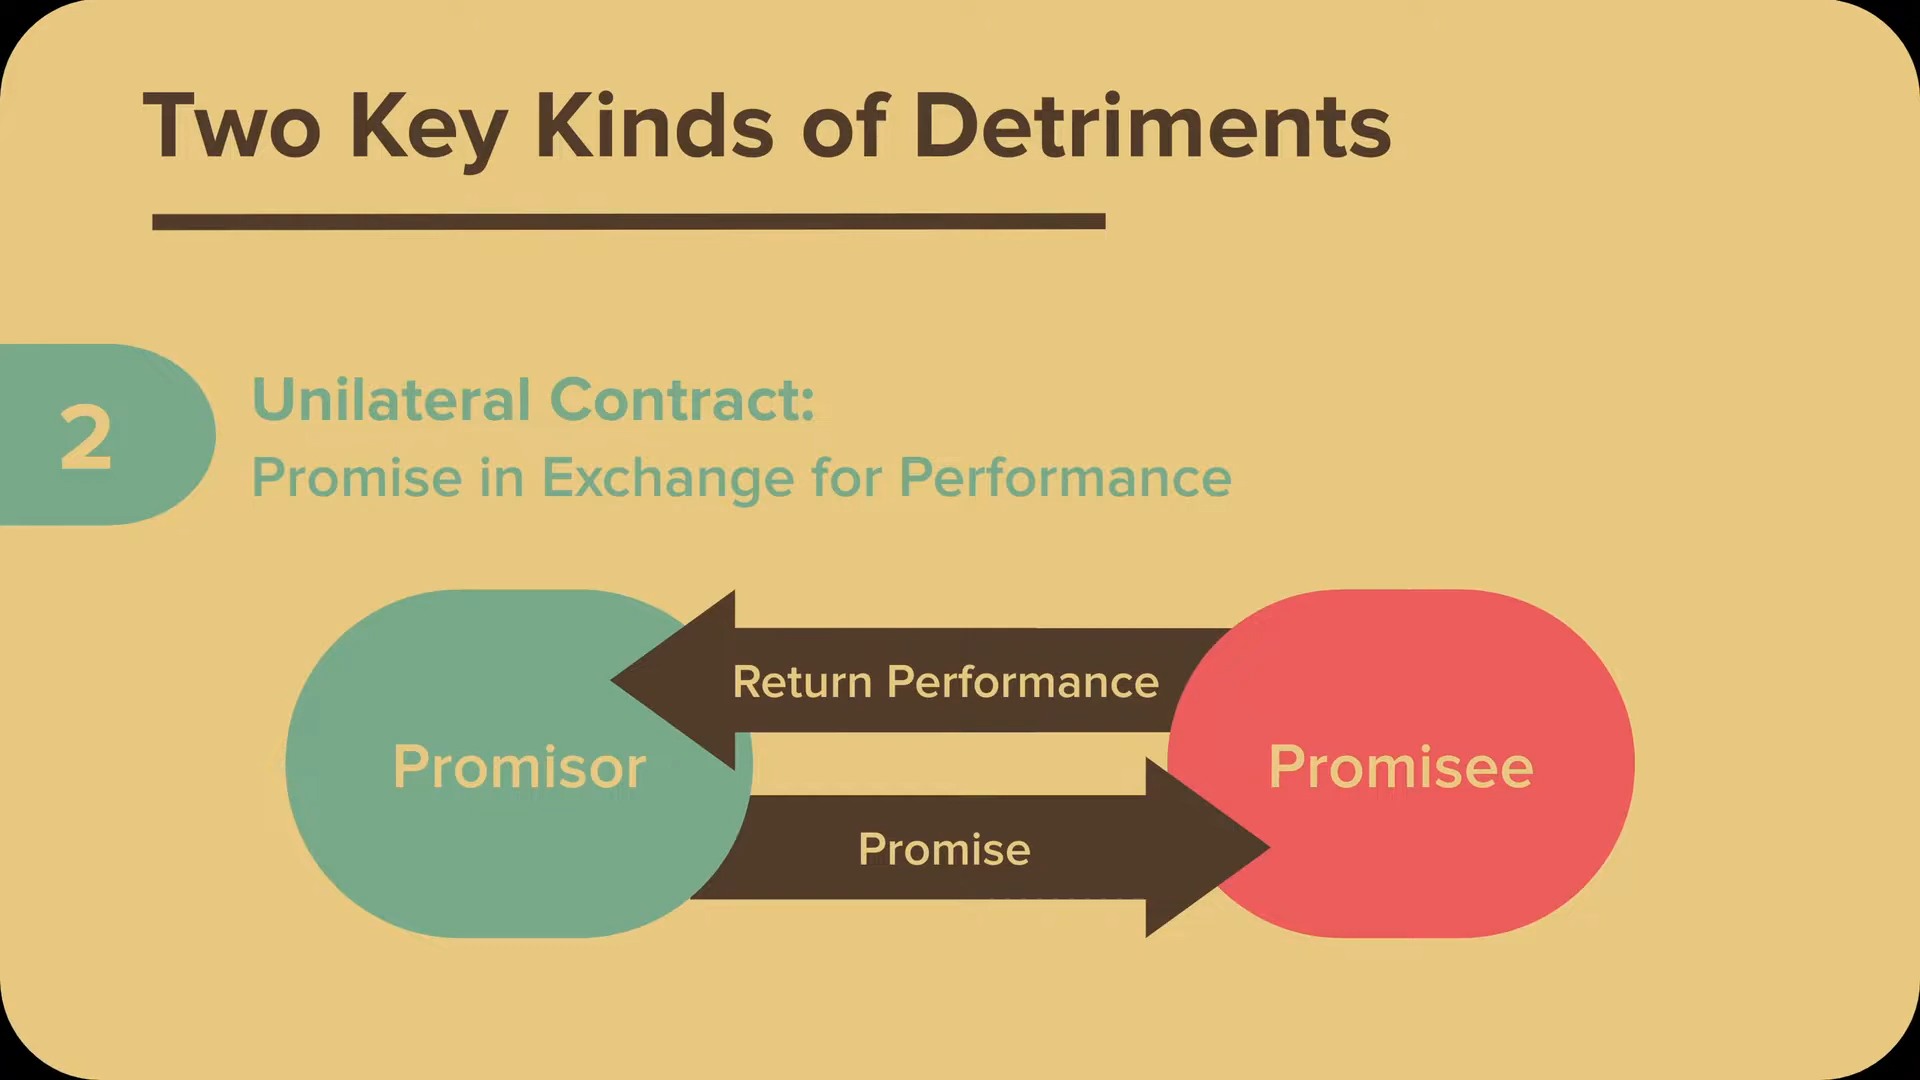 Two Key Kinds of Detriments
2
Unilateral Contract:
Promise in Exchange for Performance
Return Performance
Promisor
Promisee
Promise